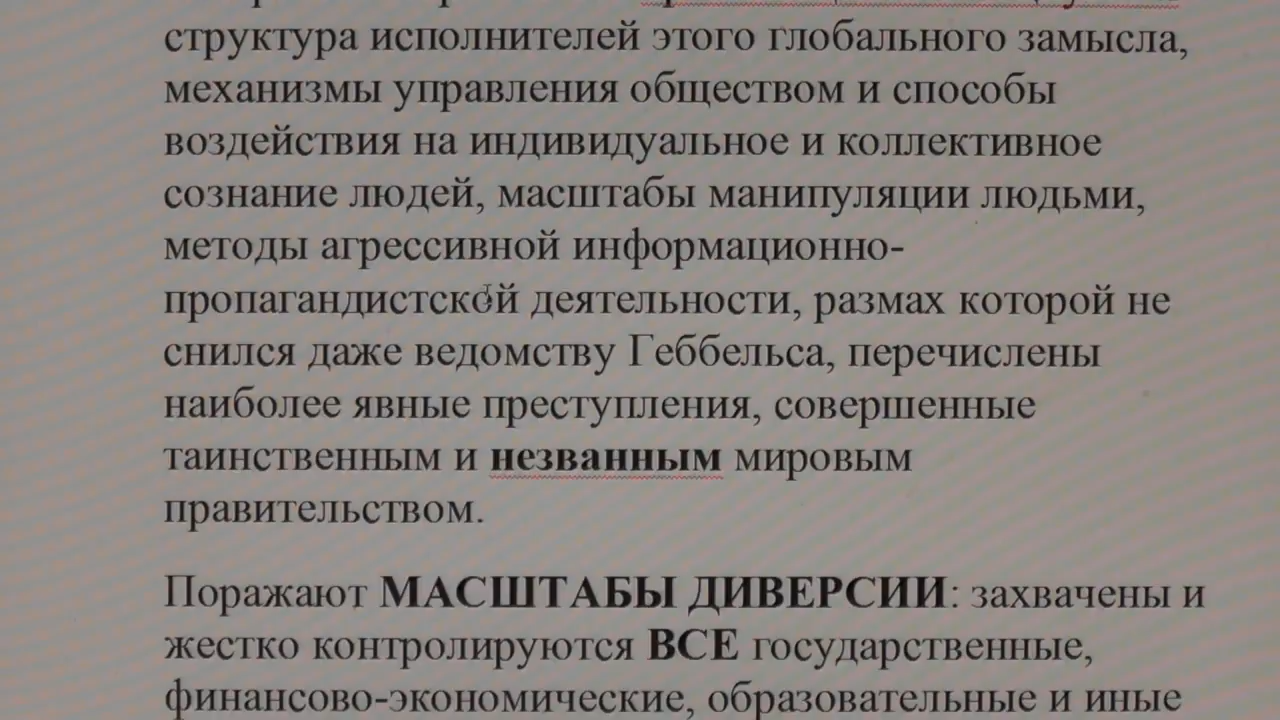 структура исполнителей этого глобального замысла,
механизмы управления обществом и способы
воздействия на индивидуальное и коллективное
сознание людей, масштабы манипуляции людьми,
методы агрессивной информационно-
пропагандистской деятельности, размах которой не
снился даже ведомству Геббельса, перечислены
наиболее явные преступления, совершенные
таинственным и незванным мировым
правительством.
Поражают МАСШТАБЫ ДИВЕРСИИ: захвачены и
жестко контролируются ВСЕ государственные,
финансово-экономические, образовательные и иные